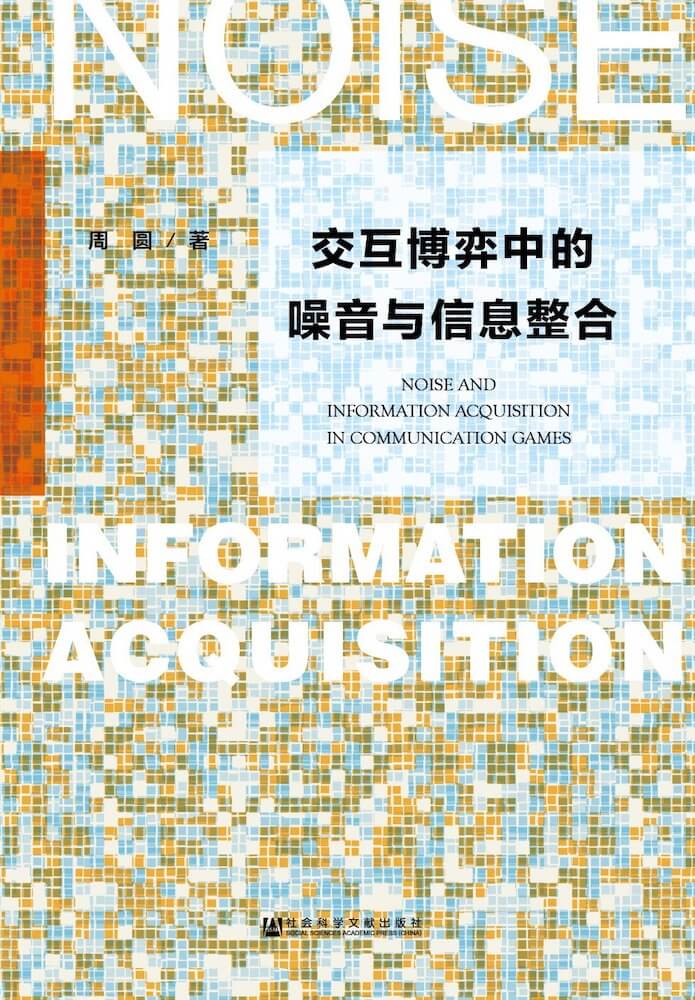 NOISE
周 圆 / 著
交互博弈中的
噪音与信息整合
NOISE AND
INFORMATION ACQUISITION
IN COMMUNICATION GAMES
INFORMATION
ACQUISITION
社会科学文献出版社
SOCIAL SCIENCES ACADEMIC PRESS (CHINA)